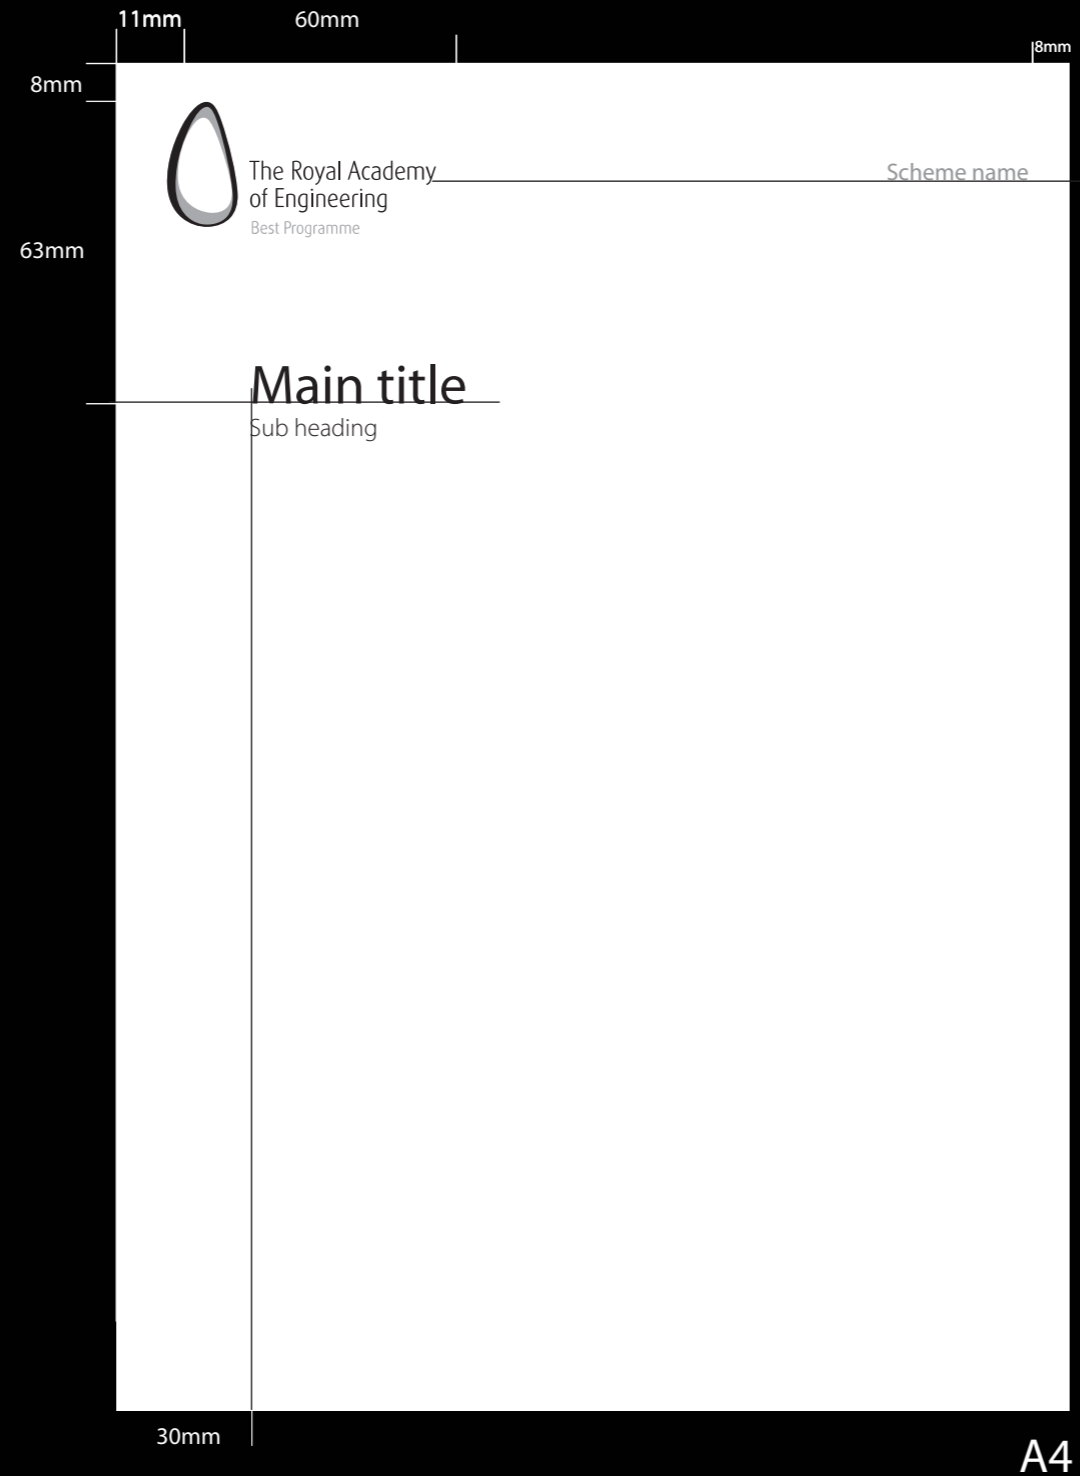 11mm
60mm
8mm
8mm
The Royal Academy
of Engineering
Best Programme
Scheme name
63mm
Main title
Sub heading
30mm
A4